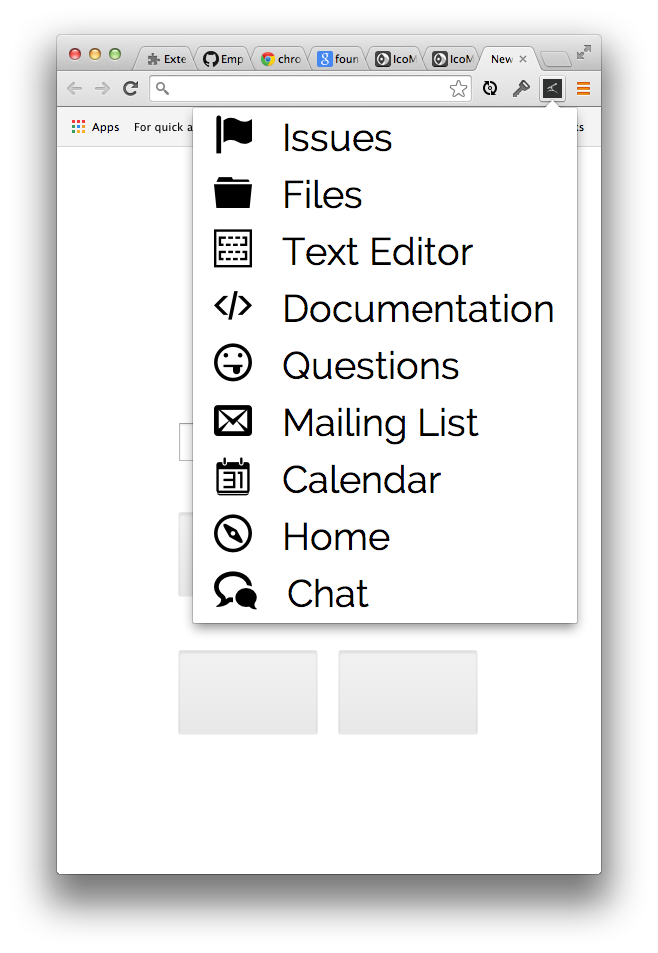 Exte Emp chro foun IcoM IcoM New
Apps For quick a ks
Issues
Files
Text Editor
Documentation
Questions
Mailing List
31 Calendar
Home
Chat